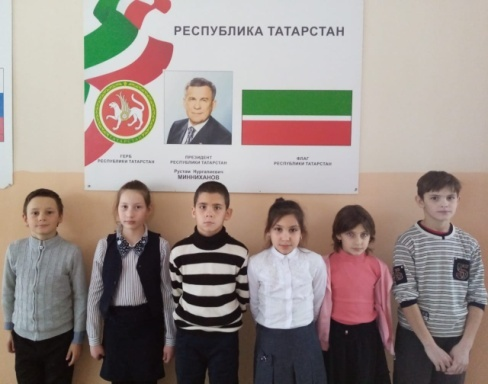 РЕСПУБЛИКА ТАТАРСТАН
ГЕРБ
РЕСПУБЛИКИ ТАТАРСТАН
ПРЕЗИДЕНТ
РЕСПУБЛИКИ ТАТАРСТАН
Рустам Нургалиевич
МИННИХАНОВ
ФЛАГ
РЕСПУБЛИКИ ТАТАРСТАН